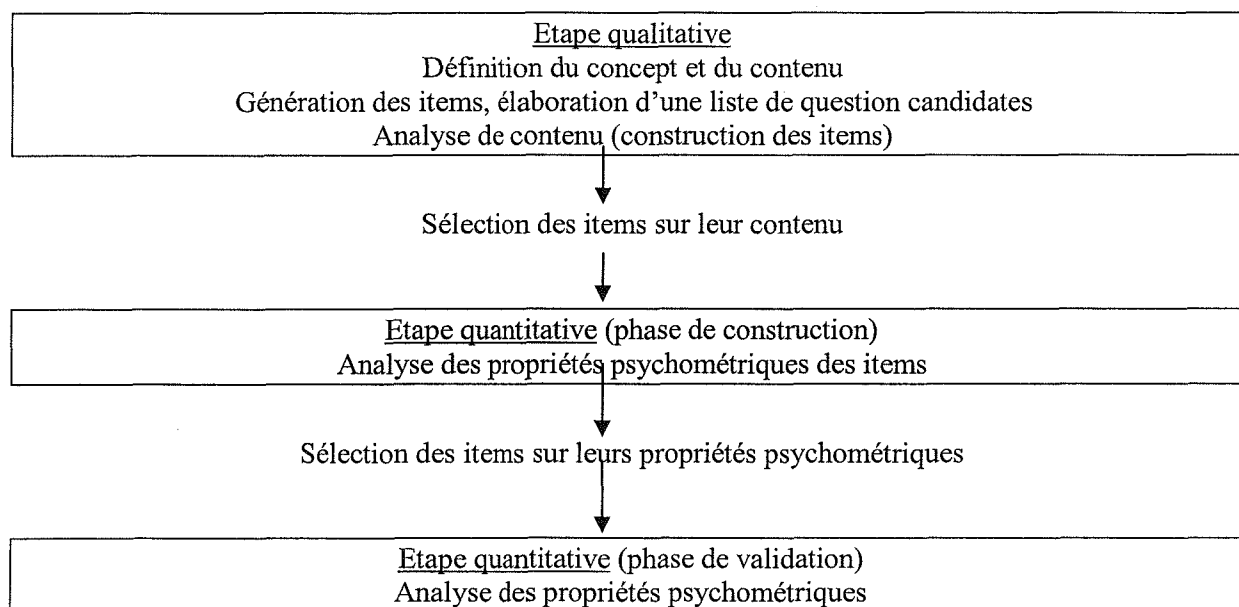 Etape qualitative
Définition du concept et du contenu
Génération des items, élaboration d'une liste de question candidates
Analyse de contenu (construction des items)
Sélection des items sur leur contenu
Etape quantitative (phase de construction)
Analyse des propriétés psychométriques des items
Sélection des items sur leurs propriétés psychométriques
Etape quantitative (phase de validation)
Analyse des propriétés psychométriques